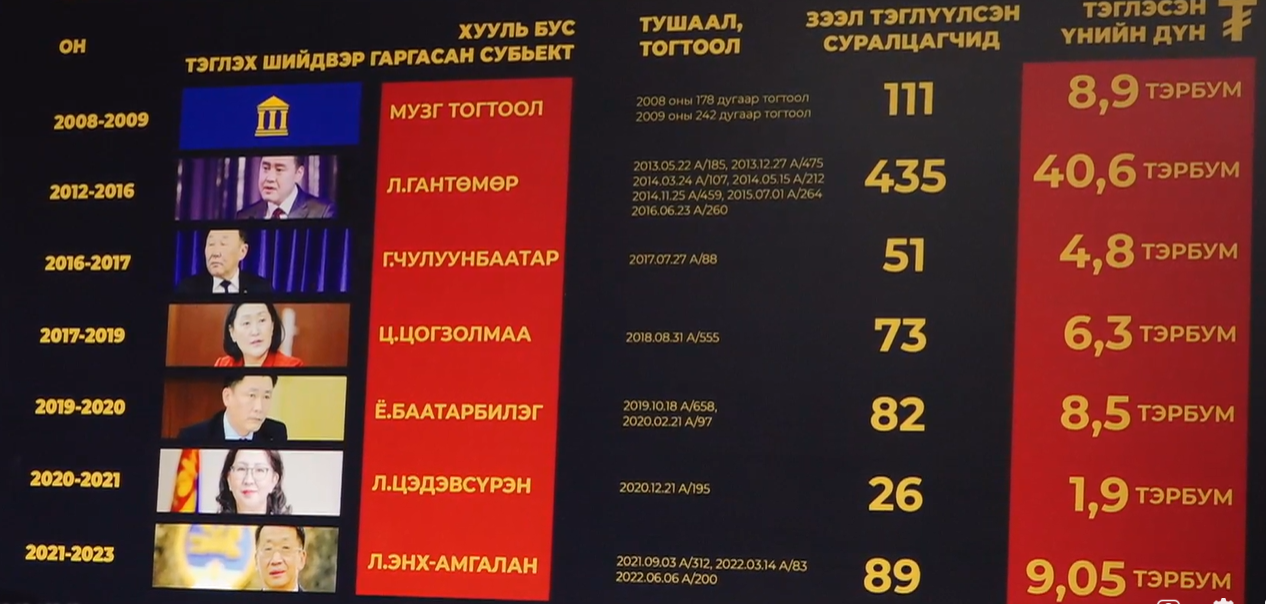 ОН
ХУУЛЬ БУС
ТЭГЛЭХ ШИЙДВЭР ГАРГАСАН СУБЬЕКТ
ТУШААЛ,
ТОГТООЛ
ЗЭЭЛ ТЭГЛҮҮЛСЭН
СУРАЛЦАГЧИД
ТЭГЛЭСЭН
ҮНИЙН ДҮН ₮
2008-2009
МУЗГ ТОГТООЛ
2008 оны 178 дугаар тогтоол
2009 оны 242 дугаар тогтоол
111
8,9 ТЭРБУМ
2012-2016
Л.ГАНТӨМӨР
2013.05.22 А/185, 2013.12.27 А/475
2014.03.24 А/107, 2014.05.15 А/212
2014.11.25 А/459, 2015.07.01 А/264
2016.06.23 А/260
435
40,6 ТЭРБУМ
2016-2017
Г.ЧУЛУУНБААТАР
2017.07.27 А/88
51
4,8 ТЭРБУМ
2017-2019
Ц.ЦОГЗОЛМАА
2018.08.31 А/555
73
6,3 ТЭРБУМ
2019-2020
Ё.БААТАРБИЛЭГ
2019.10.18 А/658,
2020.02.21 А/97
82
8,5 ТЭРБУМ
2020-2021
Л.ЦЭДЭВСҮРЭН
2020.12.21 А/195
26
1,9 ТЭРБУМ
2021-2023
Л.ЭНХ-АМГАЛАН
2021.09.03 А/312, 2022.03.14 А/83
2022.06.06 А/200
89
9,05 ТЭРБУМ